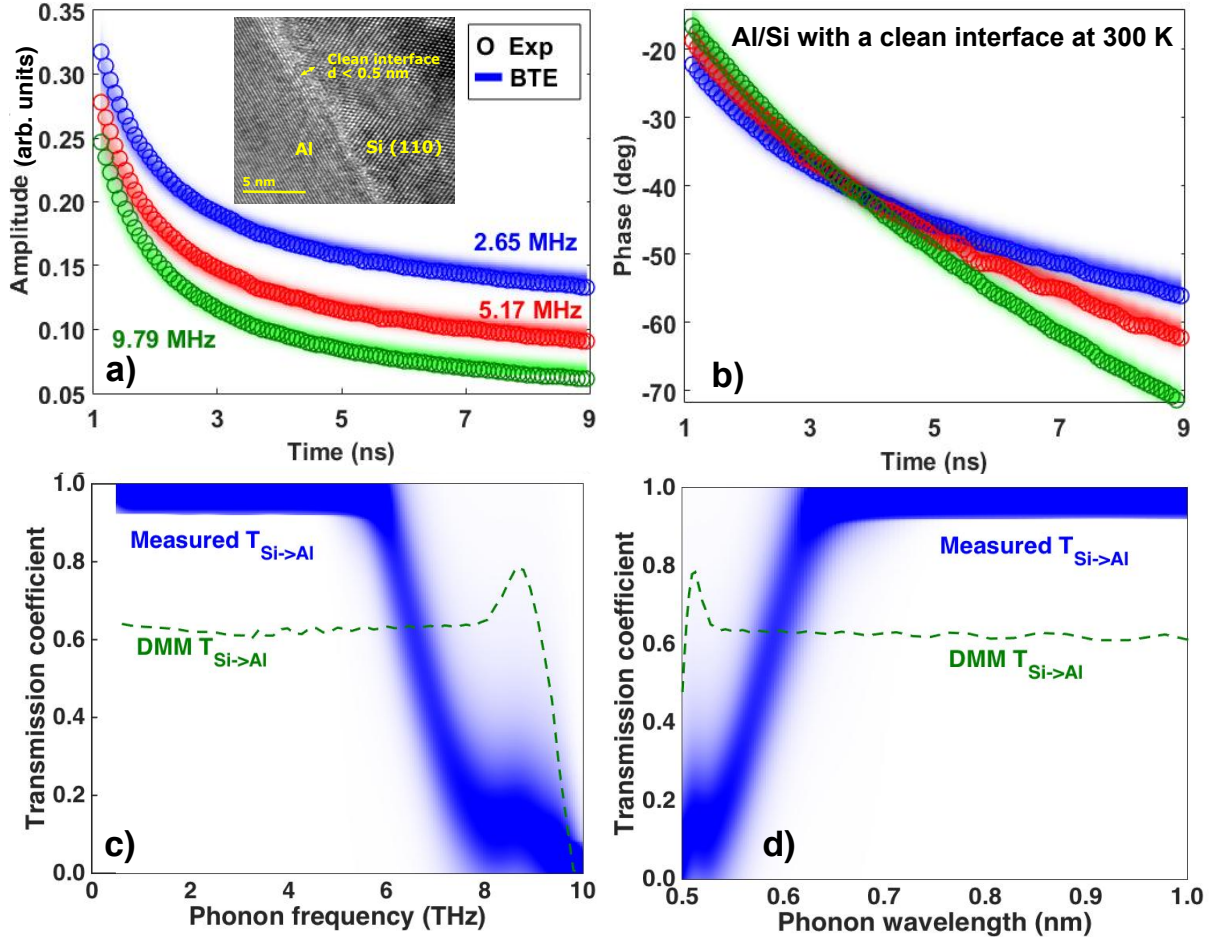 Amplitude (arb. units)
0.35
0.30
0.25
0.20
0.15
0.10
0.05
Clean interface
d < 0.5 nm
Al
Si (110)
5 nm
Exp
BTE
2.65 MHz
5.17 MHz
9.79 MHz
a)
1
3
5
7
9
Time (ns)
Phase (deg)
-20
-30
-40
-50
-60
-70
Al/Si with a clean interface at 300 K
b)
1
3
5
7
9
Time (ns)
Transmission coefficient
1.0
0.8
0.6
0.4
0.2
0.0
Measured T Si->Al
DMM T Si->Al
c)
0
2
4
6
8
10
Phonon frequency (THz)
Transmission coefficient
1.0
0.8
0.6
0.4
0.2
0.0
Measured T Si->Al
DMM T Si->Al
d)
0.5
0.6
0.7
0.8
0.9
1.0
Phonon wavelength (nm)